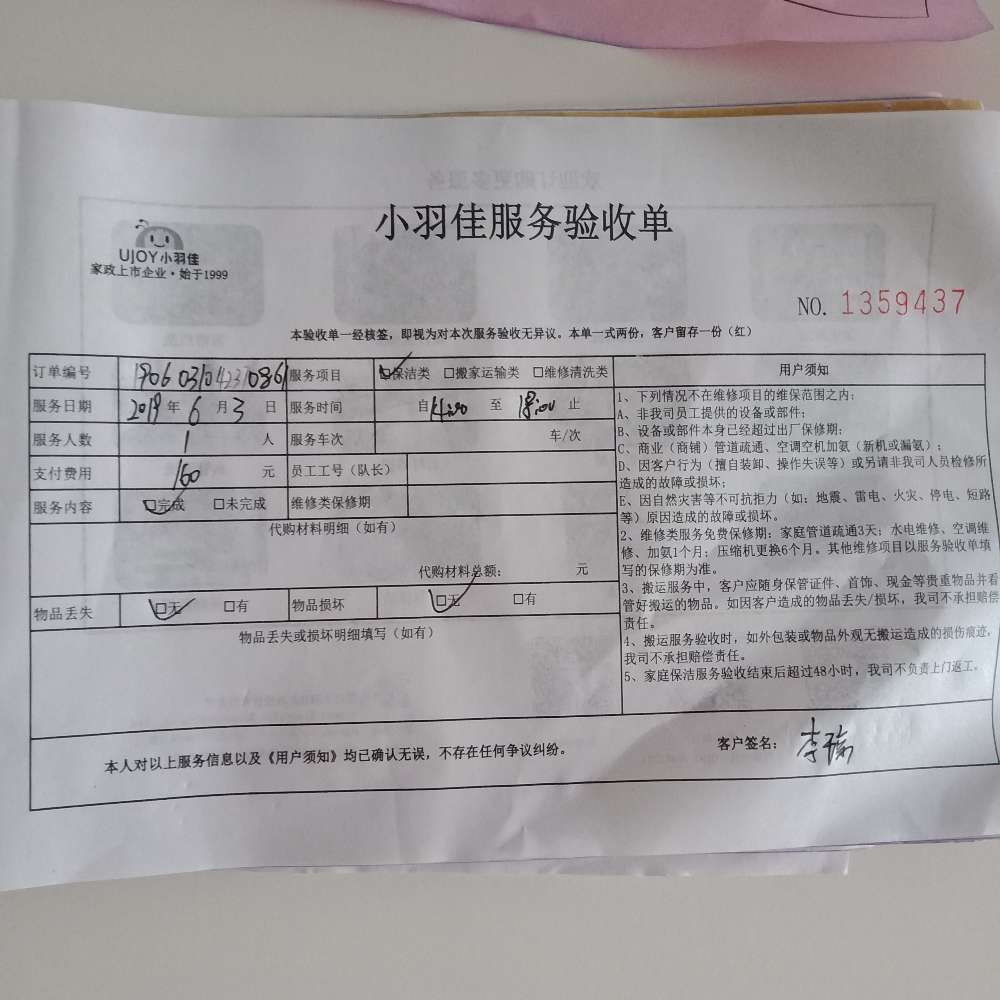 小羽佳服务验收单
UJOY小羽佳
家政上市企业·始于1999
NO. 1359437
本验收单一经核签，即视为对本次服务验收无异议。本单一式两份，客户留存一份（红）
订单编号 服务项目 ☑保洁类 □搬家运输类 □维修清洗类
服务日期 2019 年 6 月 3 日 服务时间 自 14:00 至 18:00 止
服务人数 1 人 服务车次 车/次
支付费用 160 元 员工工号（队长）
服务内容 ☑完成 □未完成 维修类保修期
代购材料明细（如有）
代购材料总额： 元
物品丢失 ☑无 □有 物品损坏 ☑无 □有
物品丢失或损坏明细填写（如有）
用户须知
1、下列情况不在维修项目的维保范围之内：
A、非我司员工提供的设备或部件；
B、设备或部件本身已经超过出厂保修期；
C、商业（商铺）管道疏通、空调空机加氨（新机或漏氨）；
D、因客户行为（擅自装卸、操作失误等）或另请非我司人员检修所
造成的故障或损坏；
E、因自然灾害等不可抗拒力（如：地震、雷电、火灾、停电、短路
等）原因造成的故障或损坏。
2、维修类服务免费保修期：家庭管道疏通3天；水电维修、空调维
修、加氨1个月；压缩机更换6个月。其他维修项目以服务验收单填
写的保修期为准。
3、搬运服务中，客户应随身保管证件、首饰、现金等贵重物品并看
管好搬运的物品。如因客户造成的物品丢失/损坏，我司不承担赔偿
责任。
4、搬运服务验收时，如外包装或物品外观无搬运造成的损伤痕迹，
我司不承担赔偿责任。
5、家庭保洁服务验收结束后超过48小时，我司不负责上门返工。
本人对以上服务信息以及《用户须知》均已确认无误，不存在任何争议纠纷。
客户签名： 李瑞